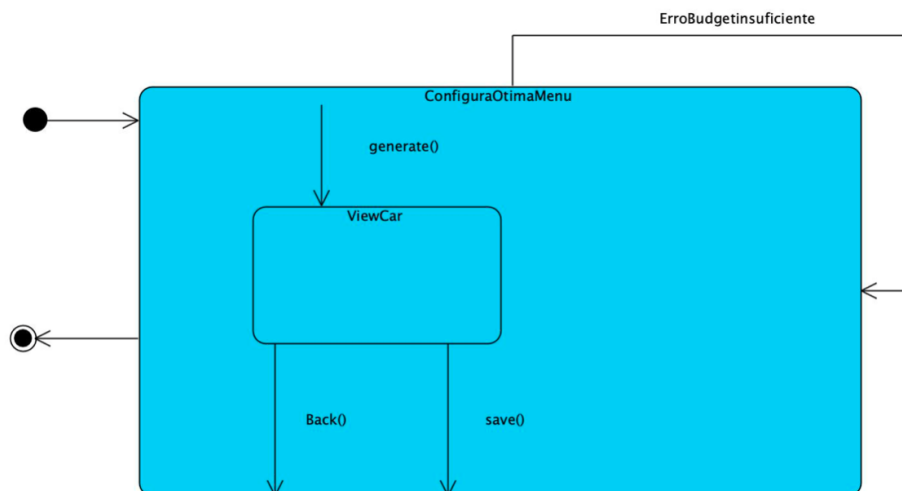 ErroBudgetinsuficiente
ConfiguraOtimaMenu
generate()
ViewCar
Back()
save()